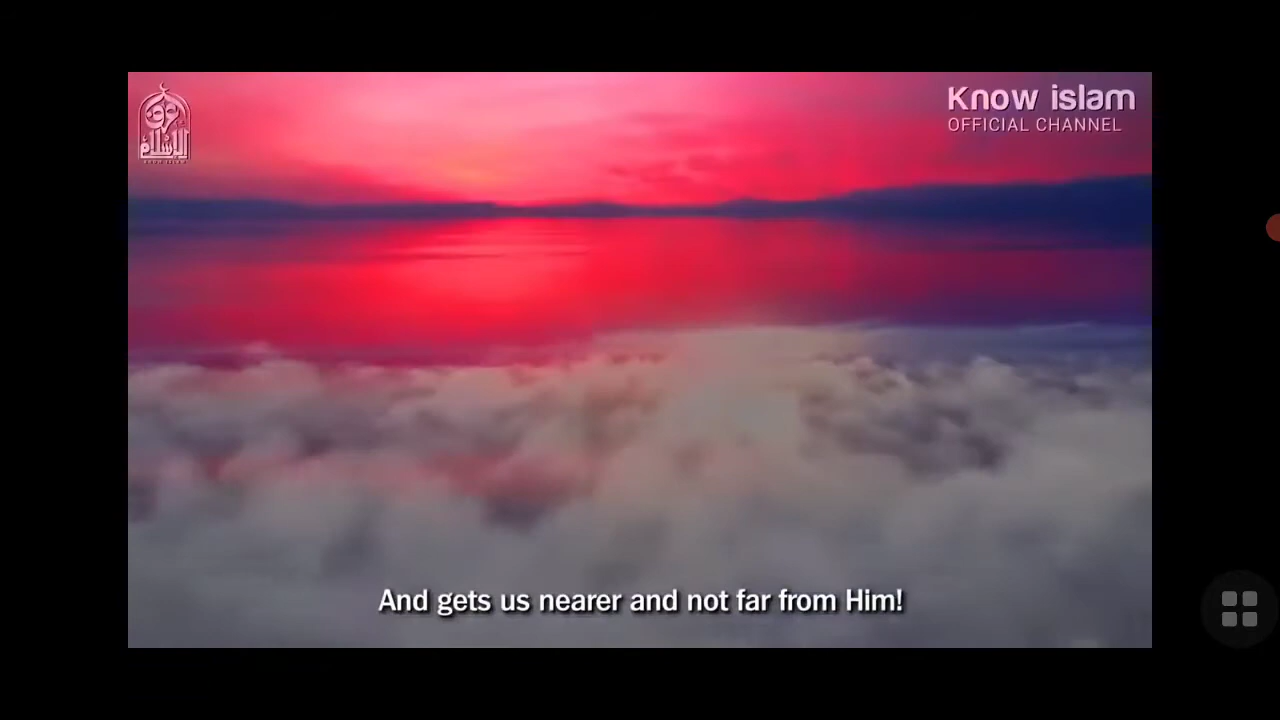 Know islam
OFFICIAL CHANNEL
And gets us nearer and not far from Him!